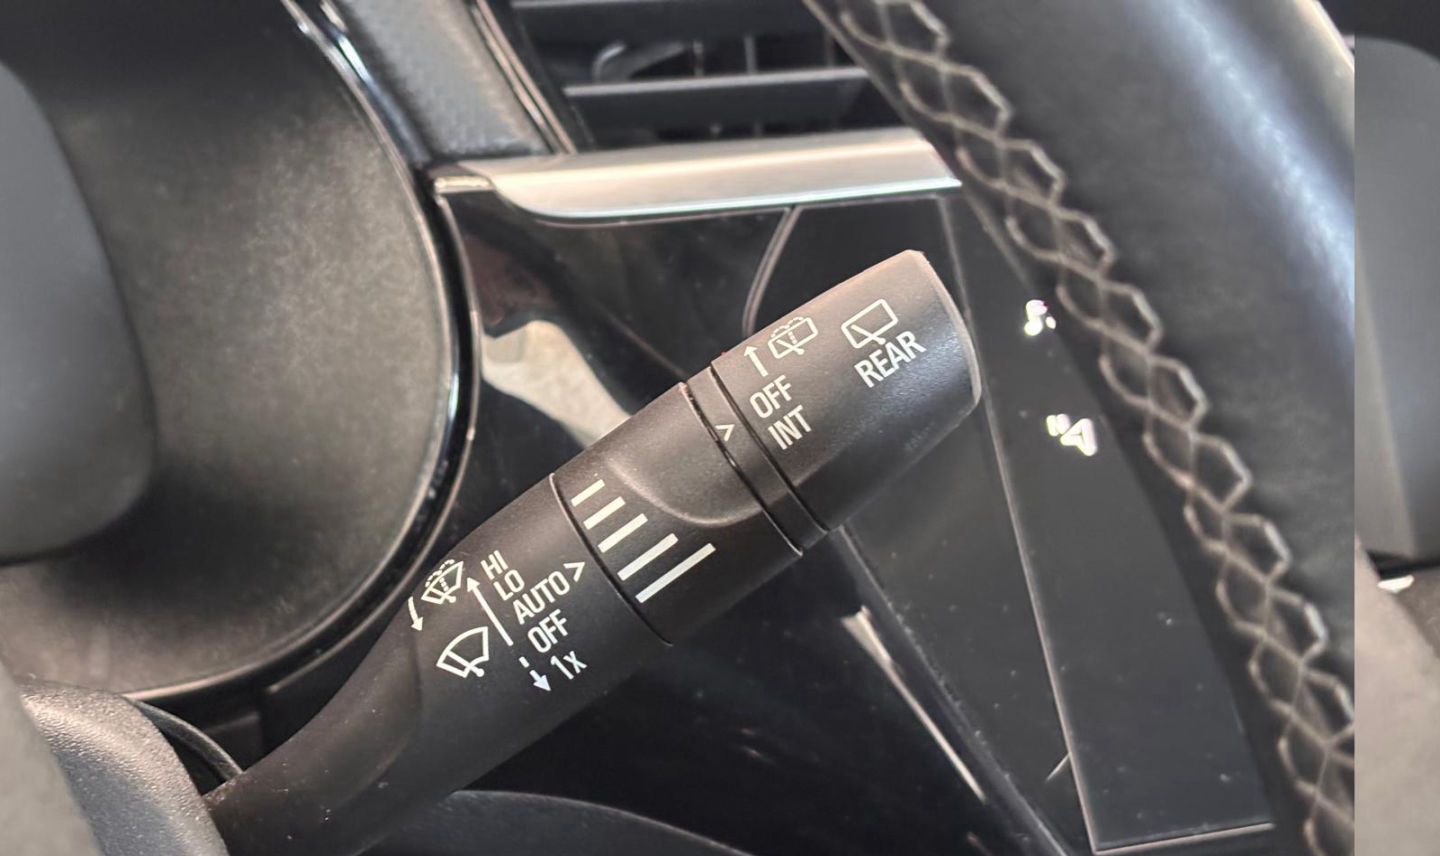 REAR
OFF
INT
HI
LO
AUTO
OFF
1x